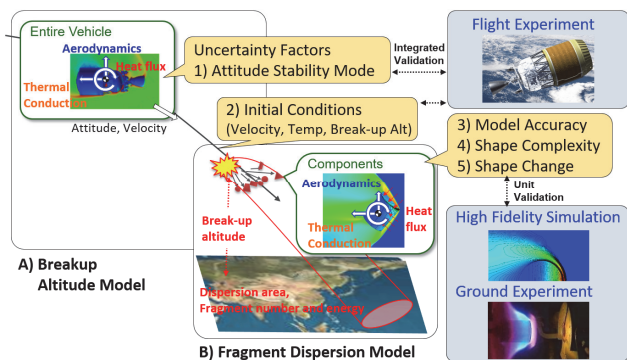 Entire Vehicle
Aerodynamics
Heat flux
Thermal
Conduction
Attitude, Velocity
Uncertainty Factors
1) Attitude Stability Mode
Integrated
Validation
Flight Experiment
2) Initial Conditions
(Velocity, Temp, Break-up Alt)
3) Model Accuracy
4) Shape Complexity
5) Shape Change
Components
Aerodynamics
Heat
flux
Thermal
Conduction
Unit
Validation
Break-up
altitude
High Fidelity Simulation
A) Breakup
Altitude Model
Dispersion area,
Fragment number and energy
Ground Experiment
B) Fragment Dispersion Model